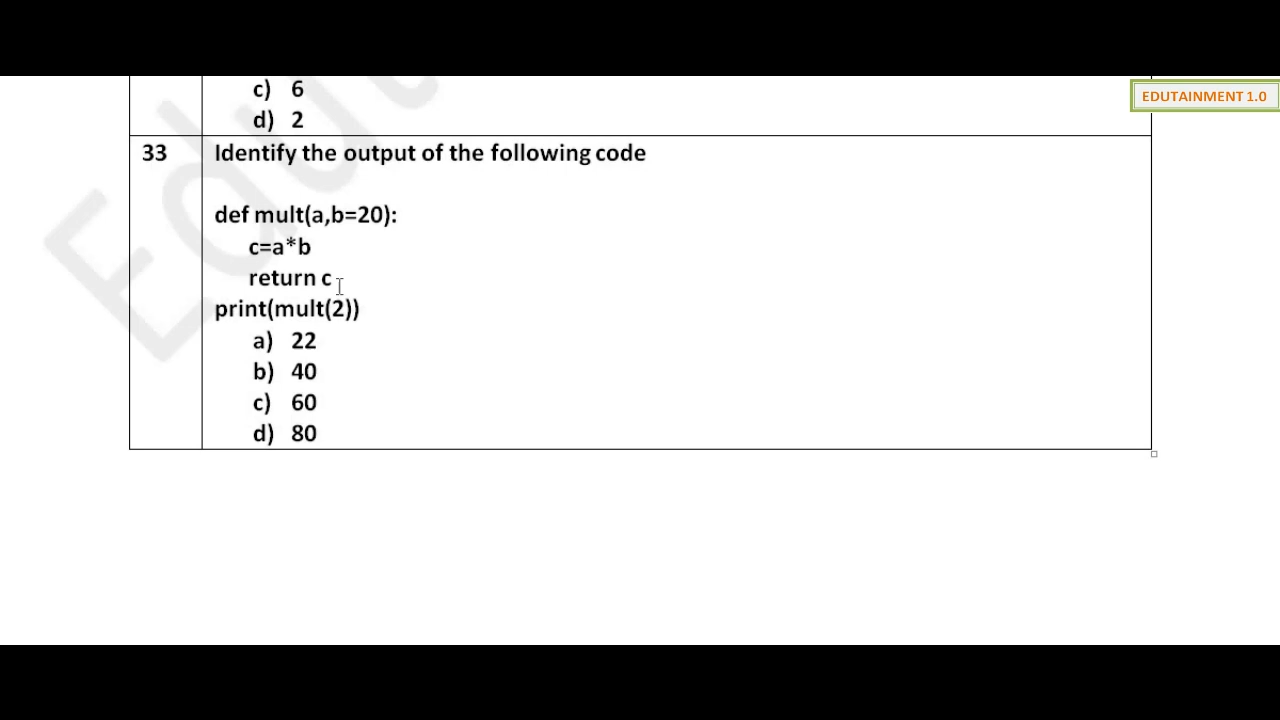 c) 6
EDUTAINMENT 1.0
d) 2
33 Identify the output of the following code
def mult(a,b=20):
c=a*b
return c
print(mult(2))
a) 22
b) 40
c) 60
d) 80
Edut